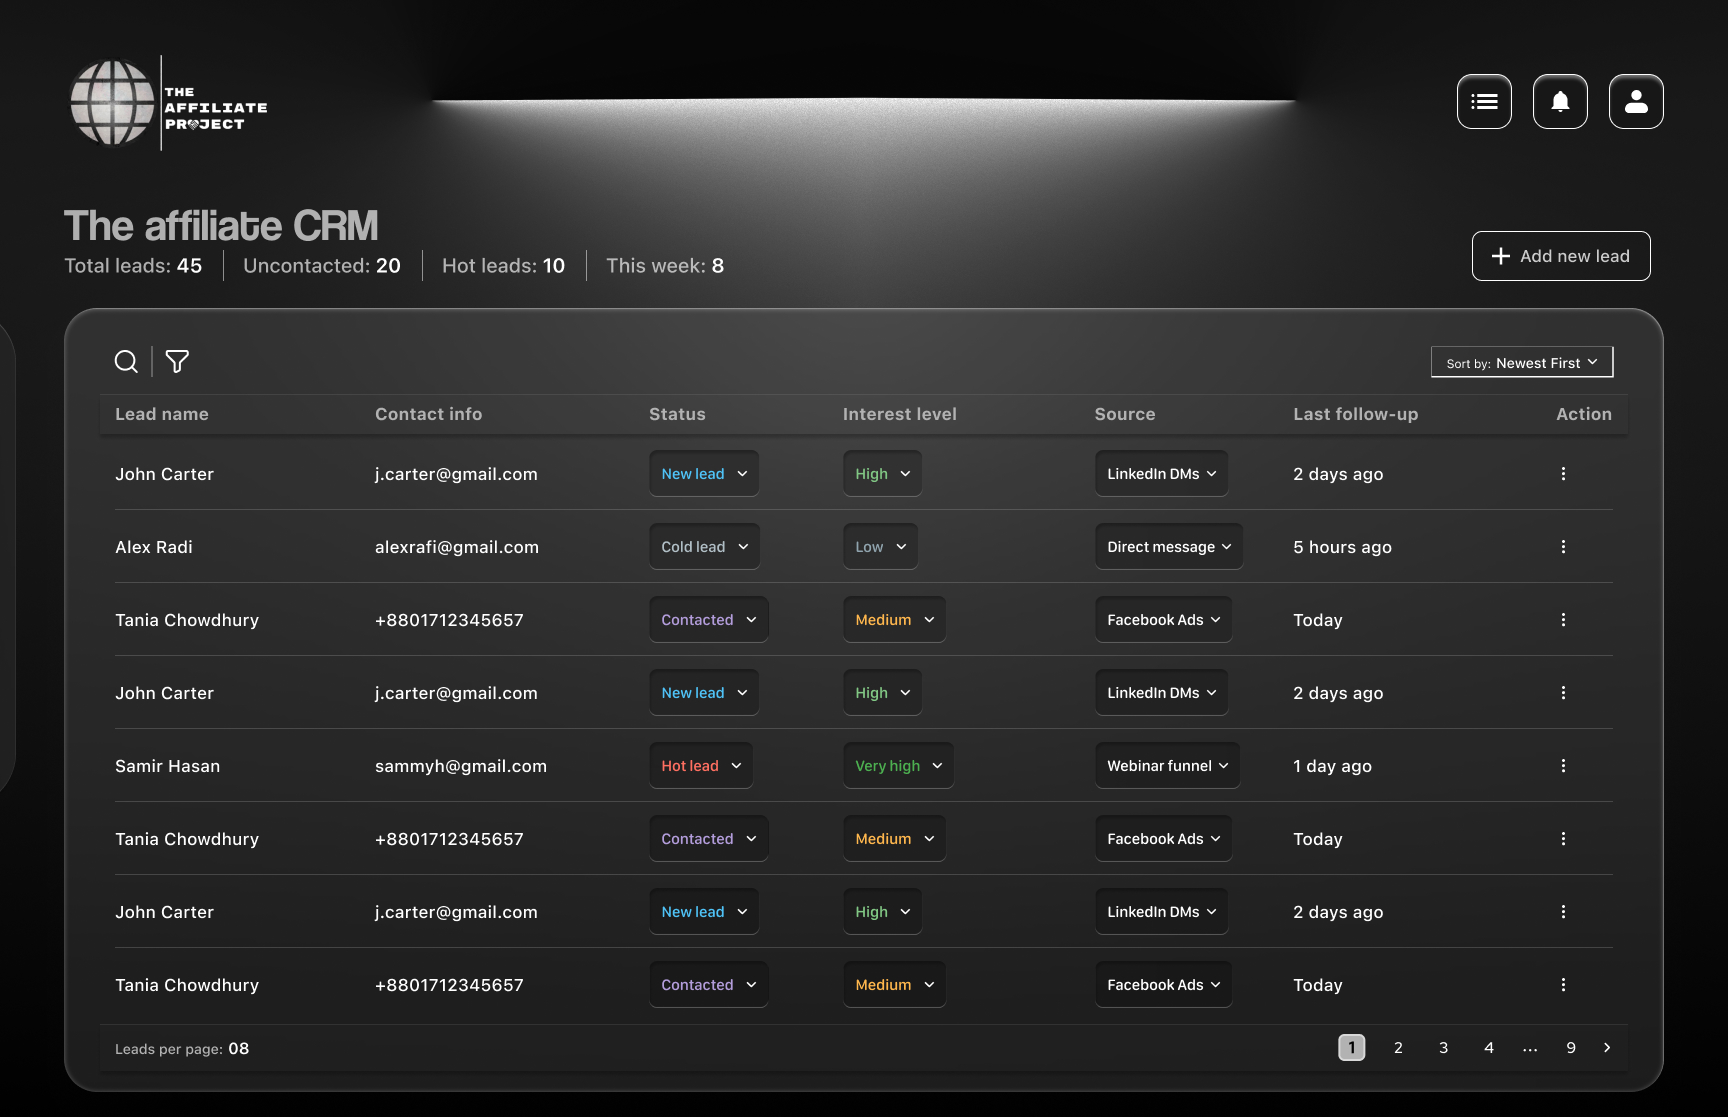 THE
AFFILIATE
PROJECT
The affiliate CRM
Total leads: 45 Uncontacted: 20 Hot leads: 10 This week: 8
Add new lead
Sort by: Newest First
Lead name Contact info Status Interest level Source Last follow-up Action
John Carter j.carter@gmail.com New lead High LinkedIn DMs 2 days ago
Alex Radi alexrafi@gmail.com Cold lead Low Direct message 5 hours ago
Tania Chowdhury +8801712345657 Contacted Medium Facebook Ads Today
John Carter j.carter@gmail.com New lead High LinkedIn DMs 2 days ago
Samir Hasan sammyh@gmail.com Hot lead Very high Webinar funnel 1 day ago
Tania Chowdhury +8801712345657 Contacted Medium Facebook Ads Today
John Carter j.carter@gmail.com New lead High LinkedIn DMs 2 days ago
Tania Chowdhury +8801712345657 Contacted Medium Facebook Ads Today
Leads per page: 08 1 2 3 4 ... 9 >